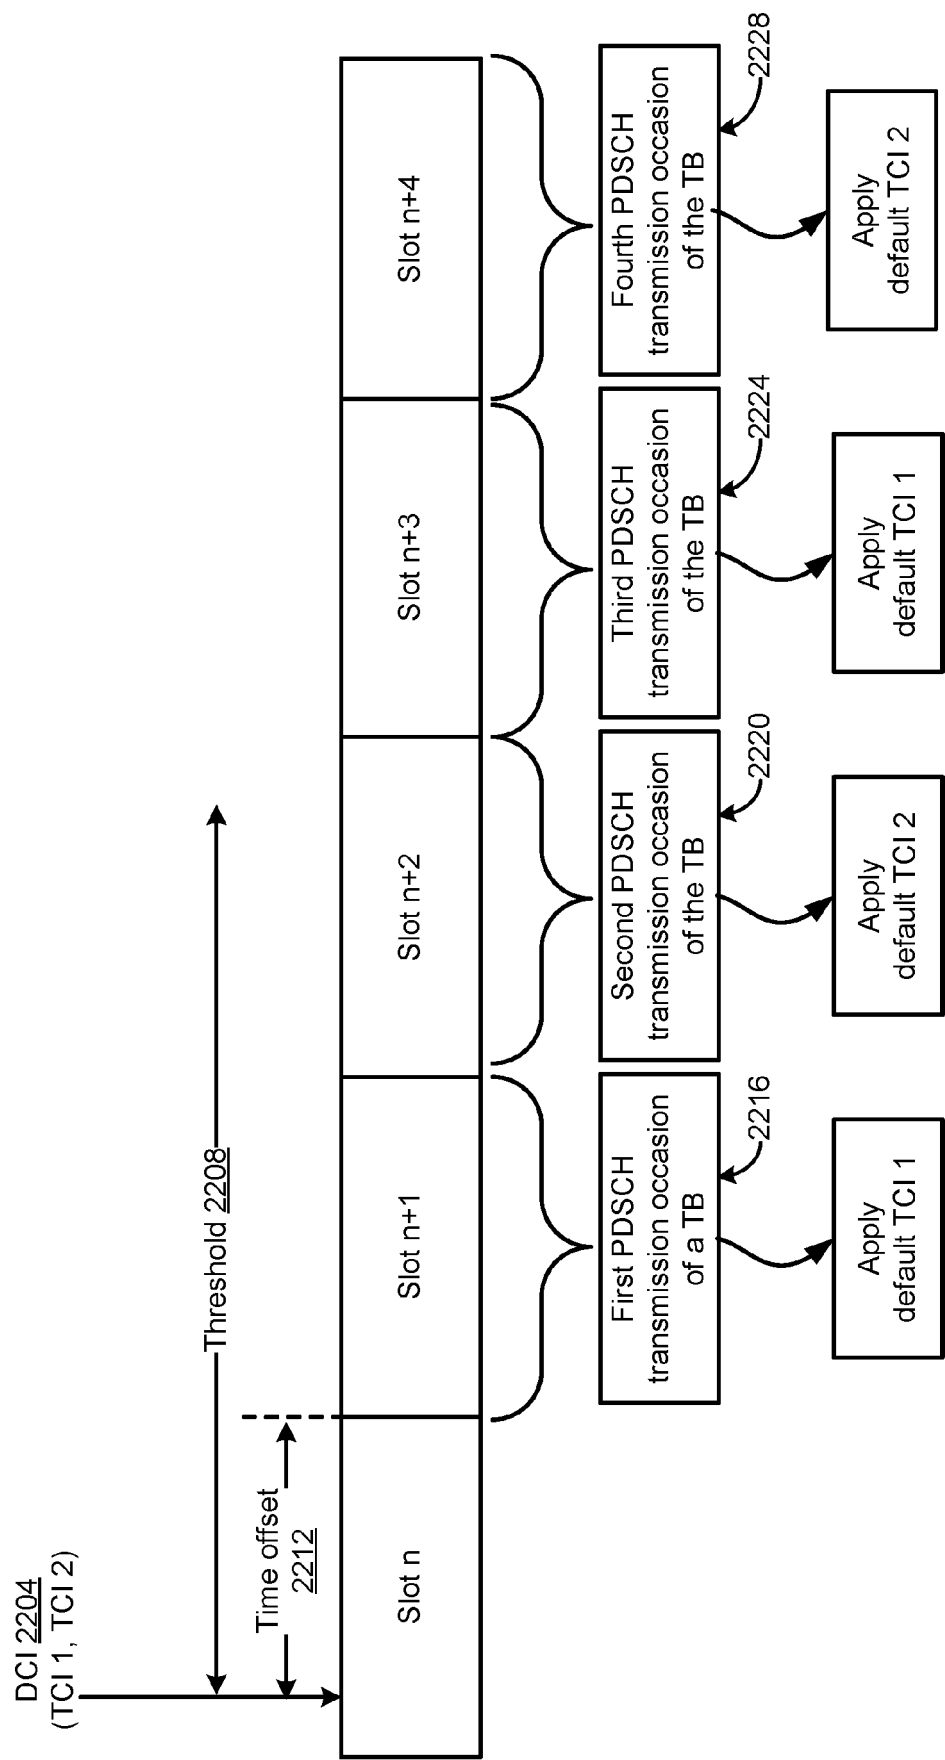 DCI 2204
(TCI 1, TCI 2)
Threshold 2208
Time offset
2212
Slot n
Slot n+1
Slot n+2
Slot n+3
Slot n+4
First PDSCH
transmission occasion
of a TB
2216
Second PDSCH
transmission occasion
of the TB
2220
Third PDSCH
transmission occasion
of the TB
2224
Fourth PDSCH
transmission occasion
of the TB
2228
Apply
default TCI 1
Apply
default TCI 2
Apply
default TCI 1
Apply
default TCI 2